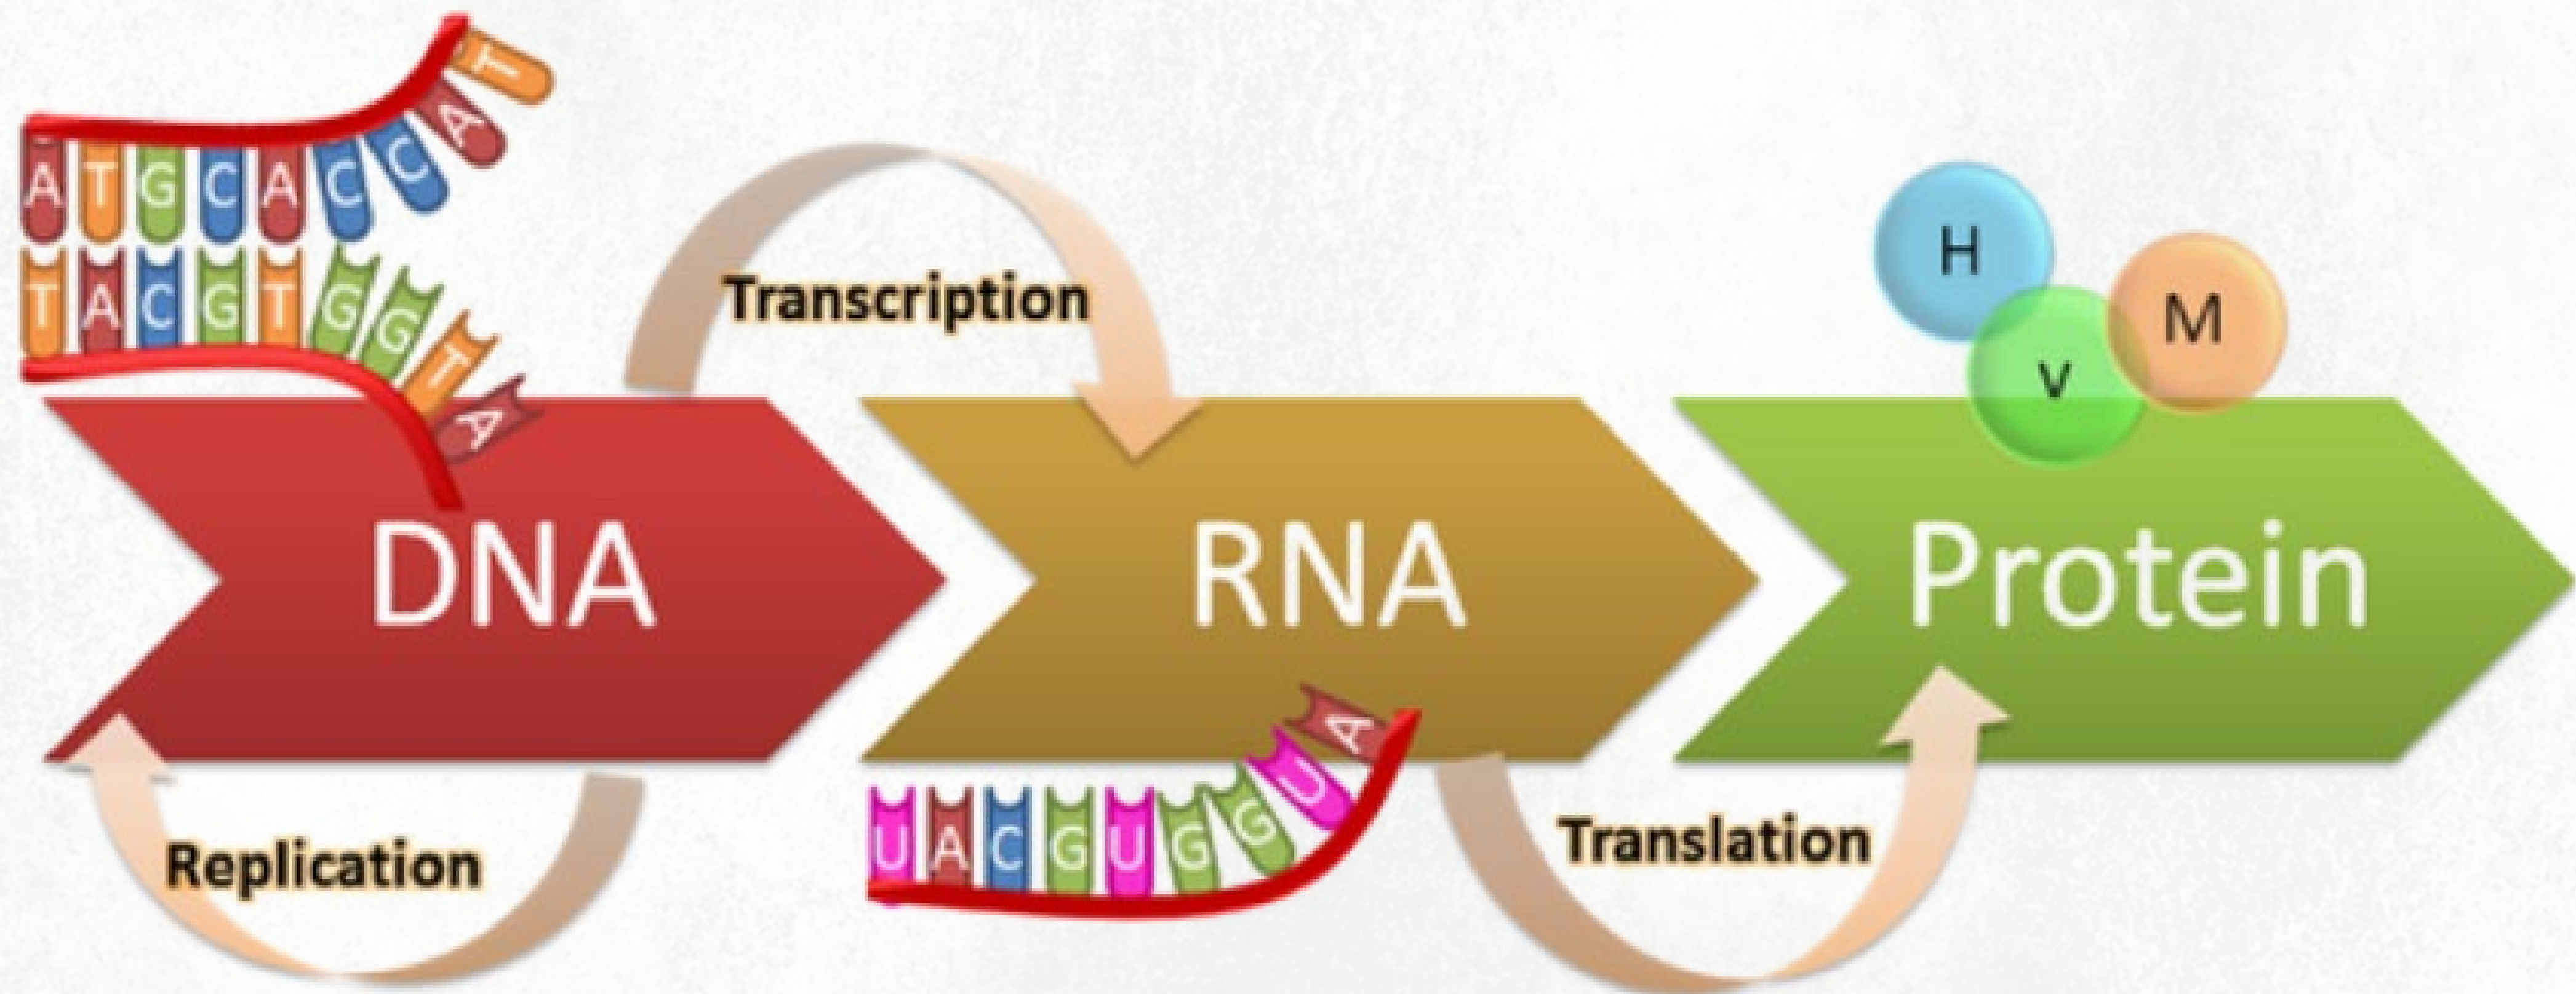 ATGCACCAT
TACGTGGTA
Transcription
H
V
M
DNA
RNA
Protein
Replication
UACGUGGUA
Translation